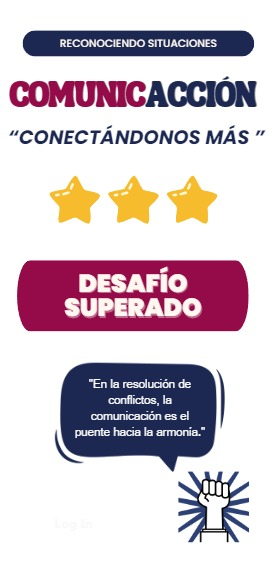 RECONOCIENDO SITUACIONES
COMUNICACCIÓN
“CONECTÁNDONOS MÁS ”
DESAFÍO
SUPERADO
"En la resolución de
conflictos, la
comunicación es el
puente hacia la armonía."
Log in